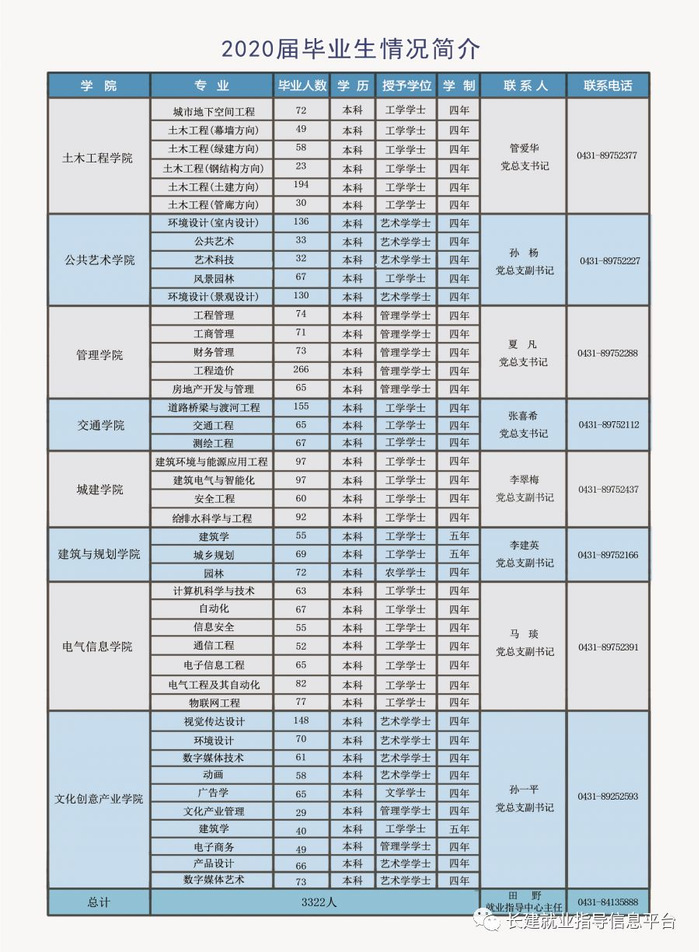 2020届毕业生情况简介
学院 专业 毕业人数 学历 授予学位 学制 联系人 联系电话
土木工程学院 管爱华 党总支书记 0431-89752377
城市地下空间工程 72 本科 工学学士 四年
土木工程(幕墙方向) 49 本科 工学学士 四年
土木工程(绿建方向) 58 本科 工学学士 四年
土木工程(钢结构方向) 23 本科 工学学士 四年
土木工程(土建方向) 194 本科 工学学士 四年
土木工程(管廊方向) 30 本科 工学学士 四年
公共艺术学院 孙杨 党总支副书记 0431-89752227
环境设计(室内设计) 136 本科 艺术学学士 四年
公共艺术 33 本科 艺术学学士 四年
艺术科技 32 本科 艺术学学士 四年
风景园林 67 本科 工学学士 四年
环境设计(景观设计) 130 本科 艺术学学士 四年
管理学院 夏凡 党总支书记 0431-89752288
工程管理 74 本科 管理学学士 四年
工商管理 71 本科 管理学学士 四年
财务管理 73 本科 管理学学士 四年
工程造价 266 本科 管理学学士 四年
房地产开发与管理 65 本科 管理学学士 四年
交通学院 张喜希 党总支书记 0431-89752112
道路桥梁与渡河工程 155 本科 工学学士 四年
交通工程 65 本科 工学学士 四年
测绘工程 67 本科 工学学士 四年
城建学院 李翠梅 党总支副书记 0431-89752437
建筑环境与能源应用工程 97 本科 工学学士 四年
建筑电气与智能化 97 本科 工学学士 四年
安全工程 60 本科 工学学士 四年
给排水科学与工程 92 本科 工学学士 四年
建筑与规划学院 李建英 党总支副书记 0431-89752166
建筑学 55 本科 工学学士 五年
城乡规划 69 本科 工学学士 五年
园林 72 本科 农学学士 四年
电气信息学院 马琰 党总支副书记 0431-89752391
计算机科学与技术 63 本科 工学学士 四年
自动化 67 本科 工学学士 四年
信息安全 55 本科 工学学士 四年
通信工程 52 本科 工学学士 四年
电子信息工程 65 本科 工学学士 四年
电气工程及其自动化 82 本科 工学学士 四年
物联网工程 77 本科 工学学士 四年
文化创意产业学院 孙一平 党总支副书记 0431-89252593
视觉传达设计 148 本科 艺术学学士 四年
环境设计 70 本科 艺术学学士 四年
数字媒体技术 61 本科 艺术学学士 四年
动画 58 本科 艺术学学士 四年
广告学 65 本科 文学学士 四年
文化产业管理 29 本科 管理学学士 四年
建筑学 40 本科 工学学士 五年
电子商务 49 本科 管理学学士 四年
产品设计 66 本科 艺术学学士 四年
数字媒体艺术 73 本科 艺术学学士 四年
总计 3322人 田野 就业指导中心主任 0431-84135888
长建就业指导信息平台